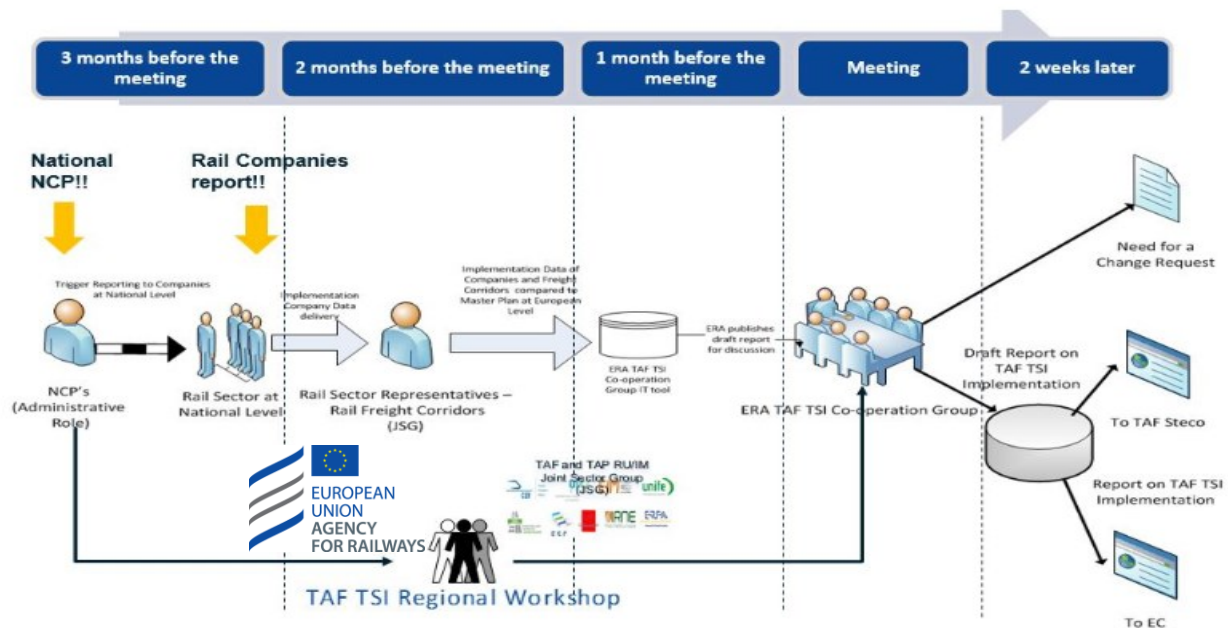 3 months before the
meeting
2 months before the meeting
1 month before the
meeting
Meeting
2 weeks later
National
NCP!!
Rail Companies
report!!
Trigger Reporting to Companies
at National Level
Implementation
Company Data
delivery
Implementation Data of
Companies and Freight
Corridors compared to
Master Plan at European
Level
ERA publishes
draft report
for discussion
ERA TAF TSI
Co-operation
Group IT tool
NCP's
(Administrative
Role)
Rail Sector at
National Level
Rail Sector Representatives –
Rail Freight Corridors
(JSG)
ERA TAF TSI Co-operation Group
Need for a
Change Request
Draft Report on
TAF TSI
Implementation
To TAF Steco
Report on TAF TSI
Implementation
To EC
EUROPEAN
UNION
AGENCY
FOR RAILWAYS
TAF and TAP RU/IM
Joint Sector Group
(JSG)
unife
RNE
ERFA
TAF TSI Regional Workshop